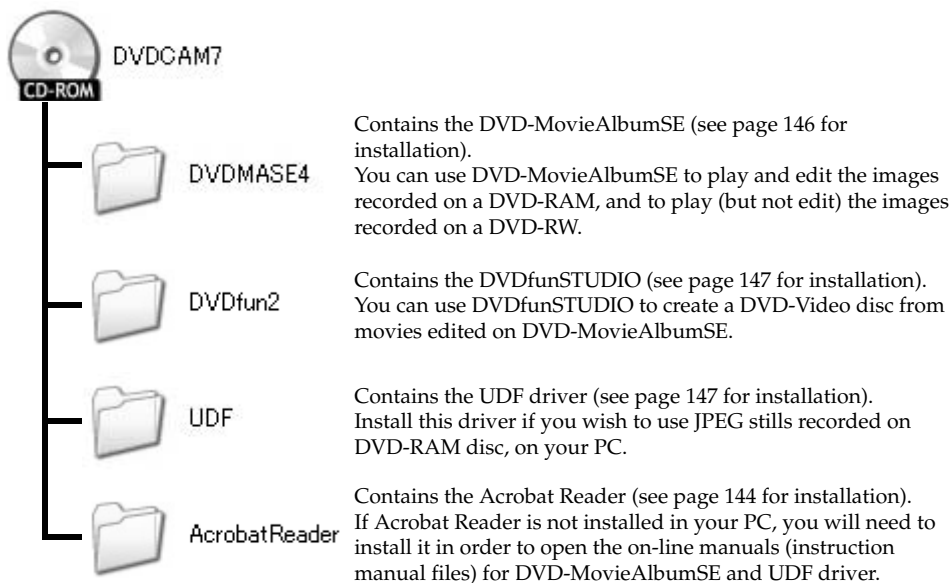 DVDCAM7
CD-ROM
DVDMASE4
Contains the DVD-MovieAlbumSE (see page 146 for
installation).
You can use DVD-MovieAlbumSE to play and edit the images
recorded on a DVD-RAM, and to play (but not edit) the images
recorded on a DVD-RW.
DVDfun2
Contains the DVDfunSTUDIO (see page 147 for installation).
You can use DVDfunSTUDIO to create a DVD-Video disc from
movies edited on DVD-MovieAlbumSE.
UDF
Contains the UDF driver (see page 147 for installation).
Install this driver if you wish to use JPEG stills recorded on
DVD-RAM disc, on your PC.
AcrobatReader
Contains the Acrobat Reader (see page 144 for installation).
If Acrobat Reader is not installed in your PC, you will need to
install it in order to open the on-line manuals (instruction
manual files) for DVD-MovieAlbumSE and UDF driver.